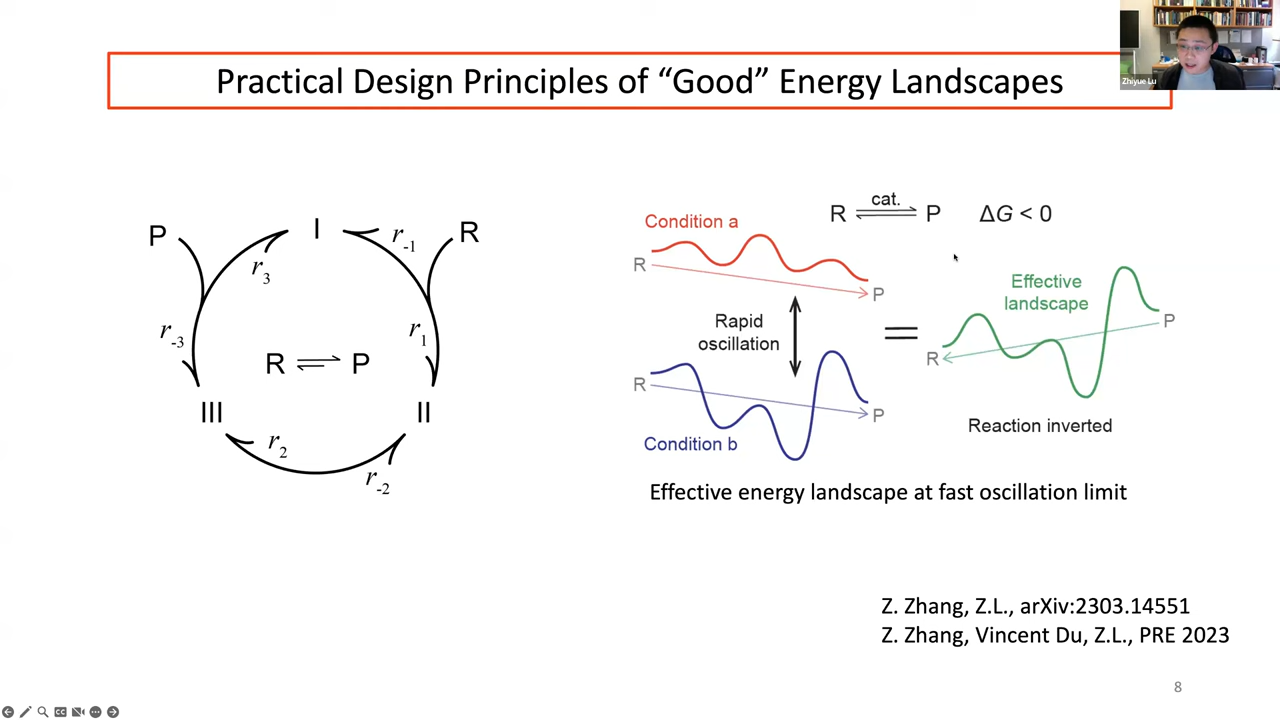 Practical Design Principles of “Good” Energy Landscapes
Zhiyue Lu
P
I
R
r-1
r3
r-3
r1
R ⇌ P
III
II
r2
r-2
R ⇌ P ΔG < 0
cat.
Condition a
R
P
Rapid
oscillation
=
R
P
Condition b
Effective
landscape
P
R
Reaction inverted
Effective energy landscape at fast oscillation limit
Z. Zhang, Z.L., arXiv:2303.14551
Z. Zhang, Vincent Du, Z.L., PRE 2023
8